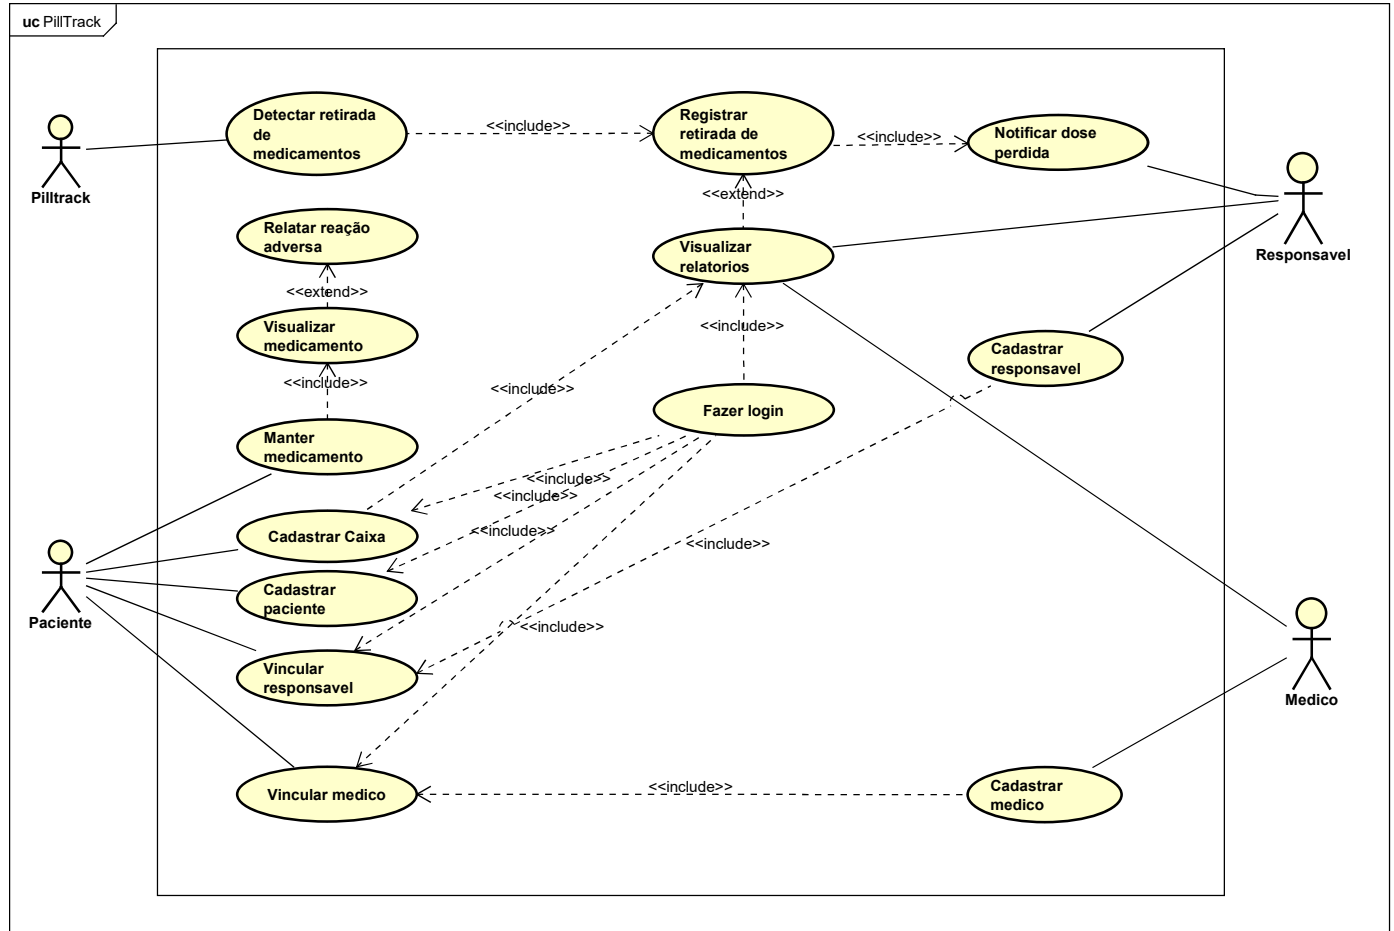 uc PillTrack
Detectar retirada
de
medicamentos
<<include>>
Registrar
retirada de
medicamentos
<<include>>
Notificar dose
perdida
Pilltrack
Relatar reação
adversa
<<extend>>
Visualizar
relatorios
Responsavel
<<extend>>
Visualizar
medicamento
<<include>>
Cadastrar
responsavel
<<include>>
<<include>>
Fazer login
Manter
medicamento
<<include>>
<<include>>
Cadastrar Caixa
<<include>>
<<include>>
Cadastrar
paciente
Paciente
<<include>>
Vincular
responsavel
Medico
Vincular medico
<<include>>
Cadastrar
medico